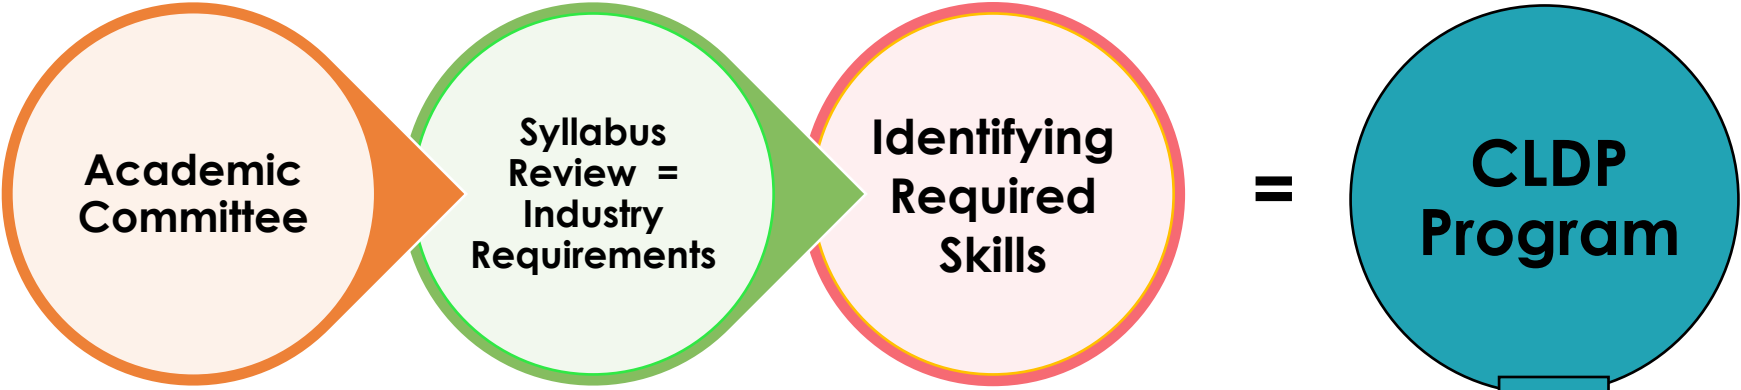 Academic
Committee
Syllabus
Review =
Industry
Requirements
Identifying
Required
Skills
=
CLDP
Program